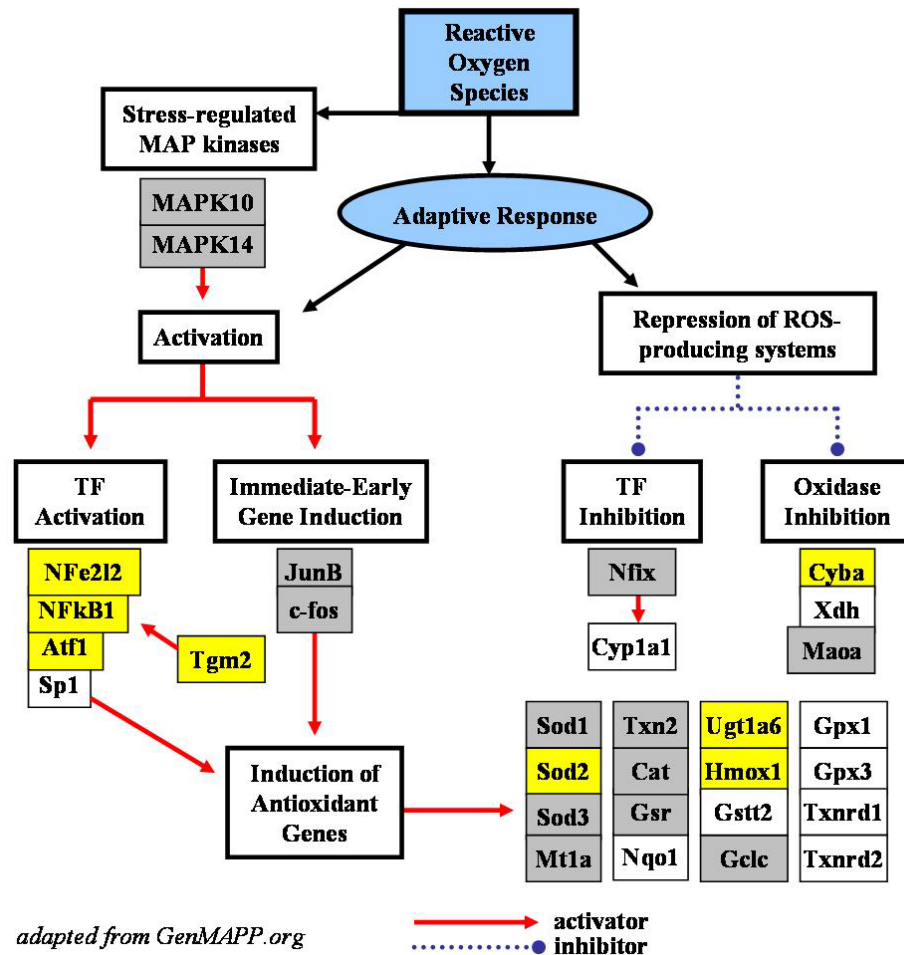 Reactive
Oxygen
Species
Stress-regulated
MAP kinases
MAPK10
MAPK14
Adaptive Response
Activation
Repression of ROS-
producing systems
TF
Activation
Immediate-Early
Gene Induction
TF
Inhibition
Oxidase
Inhibition
NFe2l2
NFkB1
Atf1
Sp1
Tgm2
JunB
c-fos
Nfix
Cyp1a1
Cyba
Xdh
Maoa
Induction of
Antioxidant
Genes
Sod1 Txn2 Ugt1a6 Gpx1
Sod2 Cat Hmox1 Gpx3
Sod3 Gsr Gstt2 Txnrd1
Mt1a Nqo1 Gclc Txnrd2
adapted from GenMAPP.org
activator
inhibitor